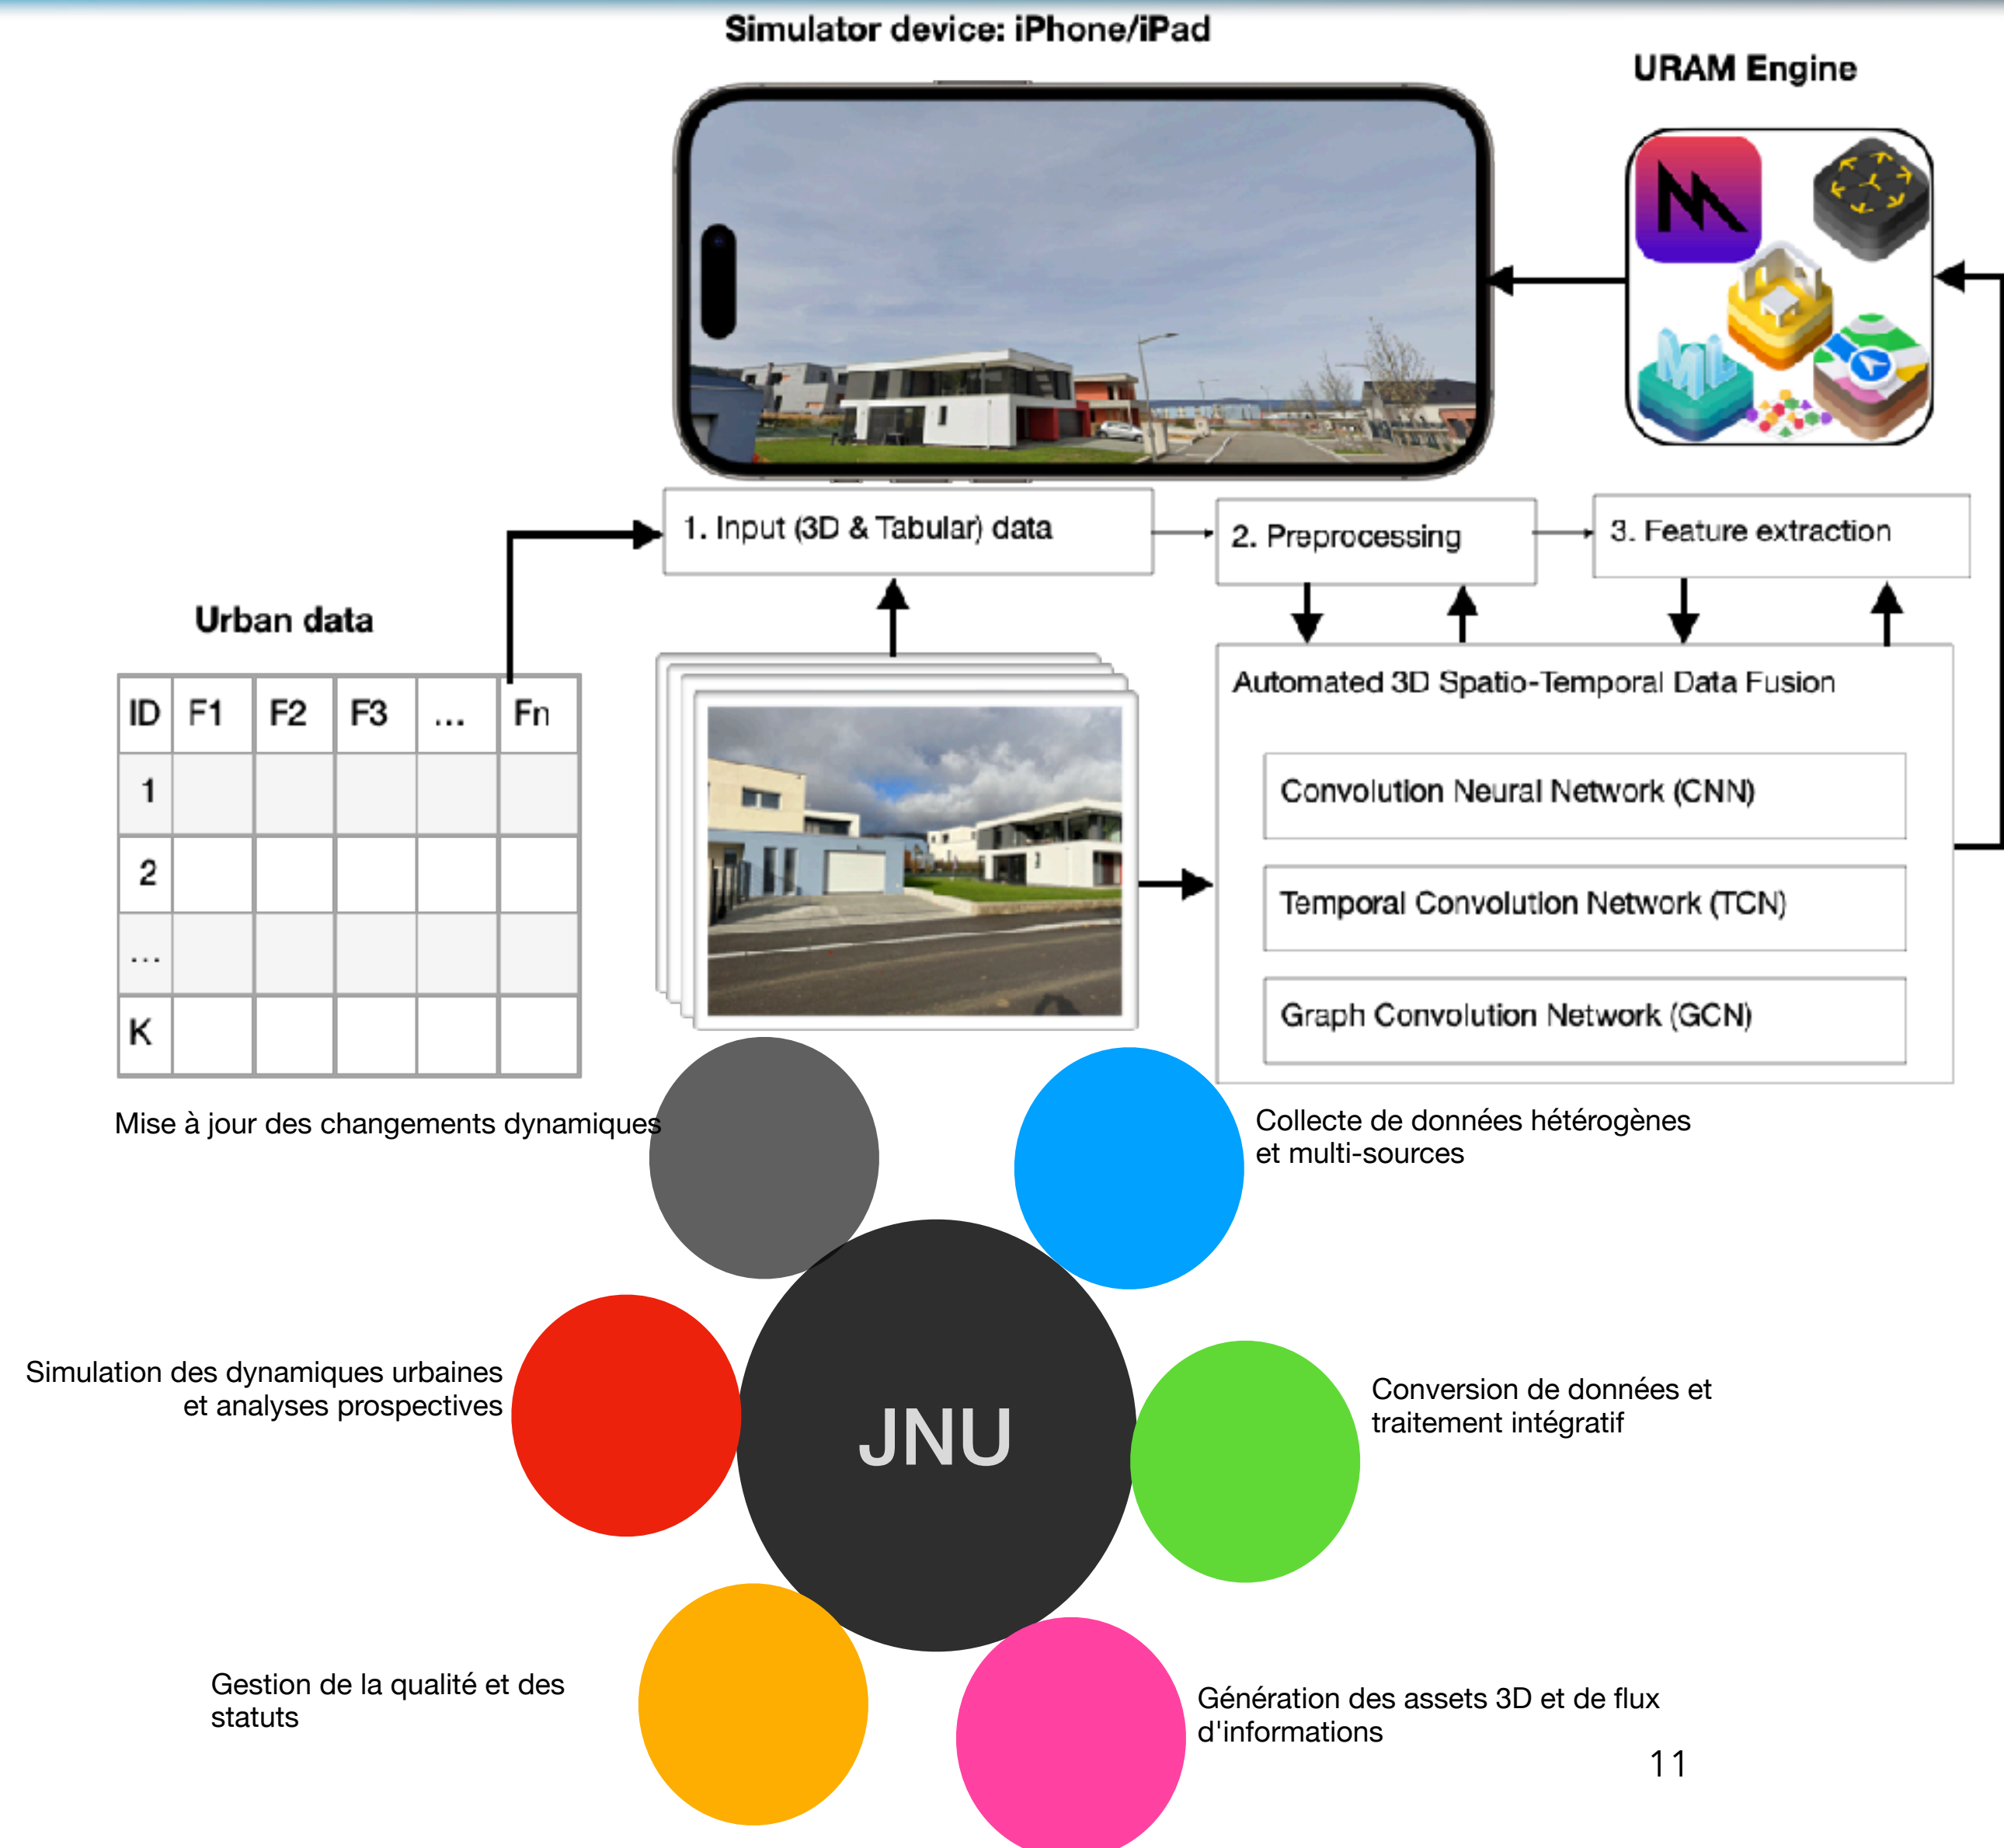 Simulator device: iPhone/iPad
URAM Engine
ML
1. Input (3D & Tabular) data
2. Preprocessing
3. Feature extraction
Urban data
ID F1 F2 F3 ... Fn
1
2
...
K
Automated 3D Spatio-Temporal Data Fusion
Convolution Neural Network (CNN)
Temporal Convolution Network (TCN)
Graph Convolution Network (GCN)
Mise à jour des changements dynamiques
Collecte de données hétérogènes
et multi-sources
Simulation des dynamiques urbaines
et analyses prospectives
JNU
Conversion de données et
traitement intégratif
Gestion de la qualité et des
statuts
Génération des assets 3D et de flux
d'informations
11